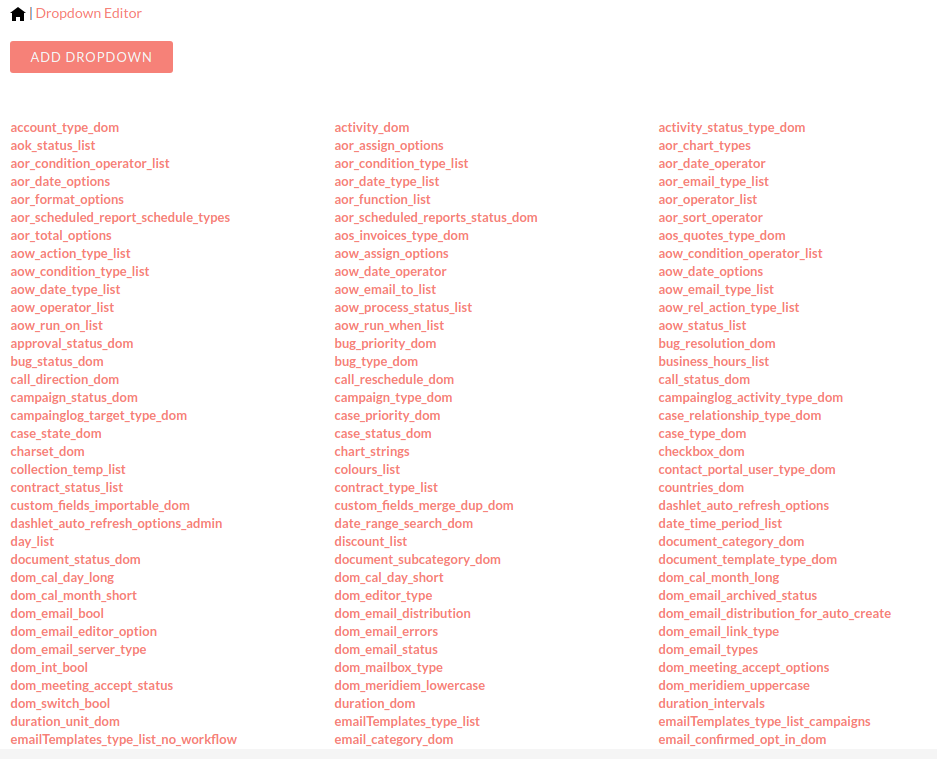 | Dropdown Editor
ADD DROPDOWN
account_type_dom activity_dom activity_status_type_dom
aok_status_list aor_assign_options aor_chart_types
aor_condition_operator_list aor_condition_type_list aor_date_operator
aor_date_options aor_date_type_list aor_email_type_list
aor_format_options aor_function_list aor_operator_list
aor_scheduled_report_schedule_types aor_scheduled_reports_status_dom aor_sort_operator
aor_total_options aos_invoices_type_dom aos_quotes_type_dom
aow_action_type_list aow_assign_options aow_condition_operator_list
aow_condition_type_list aow_date_operator aow_date_options
aow_date_type_list aow_email_to_list aow_email_type_list
aow_operator_list aow_process_status_list aow_rel_action_type_list
aow_run_on_list aow_run_when_list aow_status_list
approval_status_dom bug_priority_dom bug_resolution_dom
bug_status_dom bug_type_dom business_hours_list
call_direction_dom call_reschedule_dom call_status_dom
campaign_status_dom campaign_type_dom campainglog_activity_type_dom
campainglog_target_type_dom case_priority_dom case_relationship_type_dom
case_state_dom case_status_dom case_type_dom
charset_dom chart_strings checkbox_dom
collection_temp_list colours_list contact_portal_user_type_dom
contract_status_list contract_type_list countries_dom
custom_fields_importable_dom custom_fields_merge_dup_dom dashlet_auto_refresh_options
dashlet_auto_refresh_options_admin date_range_search_dom date_time_period_list
day_list discount_list document_category_dom
document_status_dom document_subcategory_dom document_template_type_dom
dom_cal_day_long dom_cal_day_short dom_cal_month_long
dom_cal_month_short dom_editor_type dom_email_archived_status
dom_email_bool dom_email_distribution dom_email_distribution_for_auto_create
dom_email_editor_option dom_email_errors dom_email_link_type
dom_email_server_type dom_email_status dom_email_types
dom_int_bool dom_mailbox_type dom_meeting_accept_options
dom_meeting_accept_status dom_meridiem_lowercase dom_meridiem_uppercase
dom_switch_bool duration_dom duration_intervals
duration_unit_dom emailTemplates_type_list emailTemplates_type_list_campaigns
emailTemplates_type_list_no_workflow email_category_dom email_confirmed_opt_in_dom